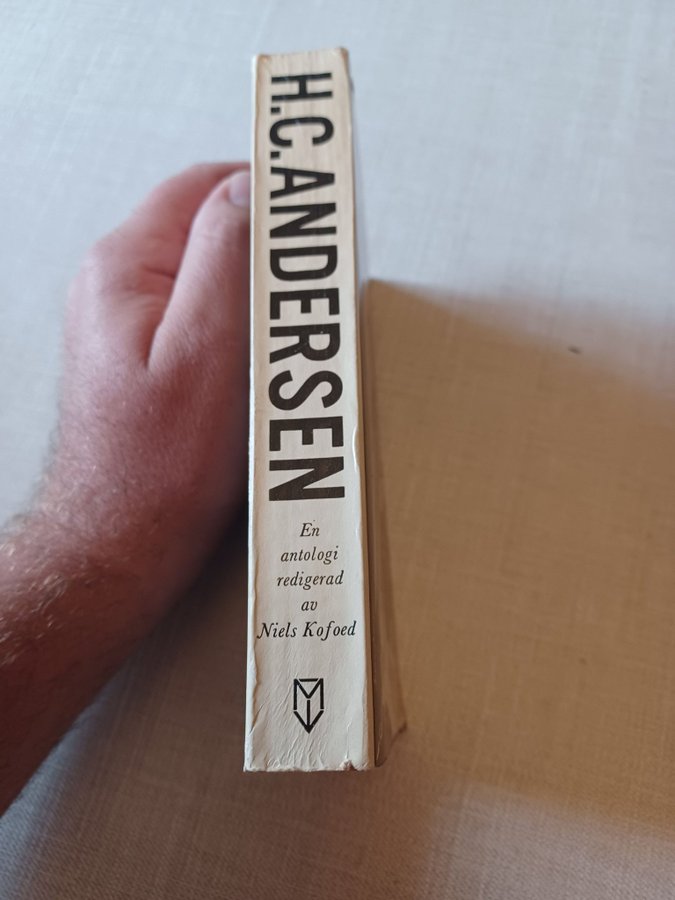 H.C.ANDERSEN
En
antologi
redigerad
av
Niels Kofoed